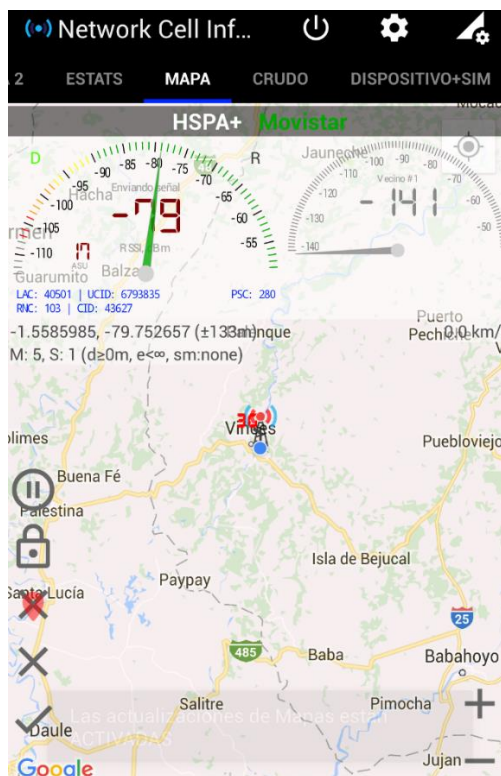 Network Cell Inf...
A 2 ESTATS MAPA CRUDO DISPOSITIVO+SIM
HSPA+ Movistar
D R
-110 -105 -100 -95 -90 -85 -80 -75 -70 -65 -60 -55
Enviando señal
-79
17
ASU
RSSI, dBm
LAC: 40501 | UCID: 6793835 PSC: 280
RNC: 103 | CID: 43627
Vecino # 1
-140 -130 -120 -110 -100 -90 -80 -70 -60 -50
-141
Jauneche
Hacha
Guarumito
Balza
-1.5585985, -79.752657 (±133m)
Puerto
Pechiche
0.0 km/
M: 5, S: 1 (d≥0m, e<∞, sm:none)
36
Vinces
olimes
Puebloviejo
Buena Fé
Palestina
Isla de Bejucal
Santa Lucía
Paypay
25
485
Baba
Babahoyo
Salitre
Pimocha
Las actualizaciones de Mapas están
ACTIVADAS
Daule
Jujan
Google